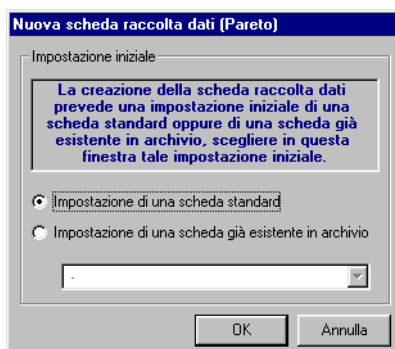 Nuova scheda raccolta dati (Pareto)
Impostazione iniziale
La creazione della scheda raccolta dati
prevede una impostazione iniziale di una
scheda standard oppure di una scheda già
esistente in archivio, scegliere in questa
finestra tale impostazione iniziale.
Impostazione di una scheda standard
Impostazione di una scheda già esistente in archivio
-
OK
Annulla